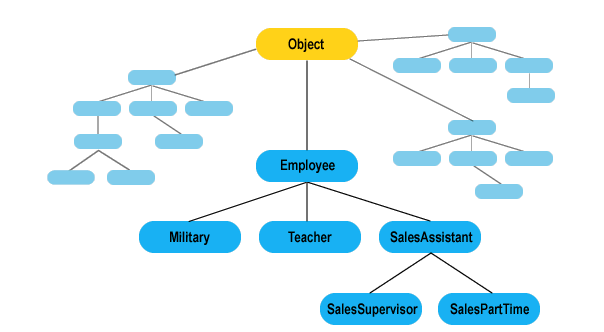 Object
Employee
Military
Teacher
SalesAssistant
SalesSupervisor
SalesPartTime